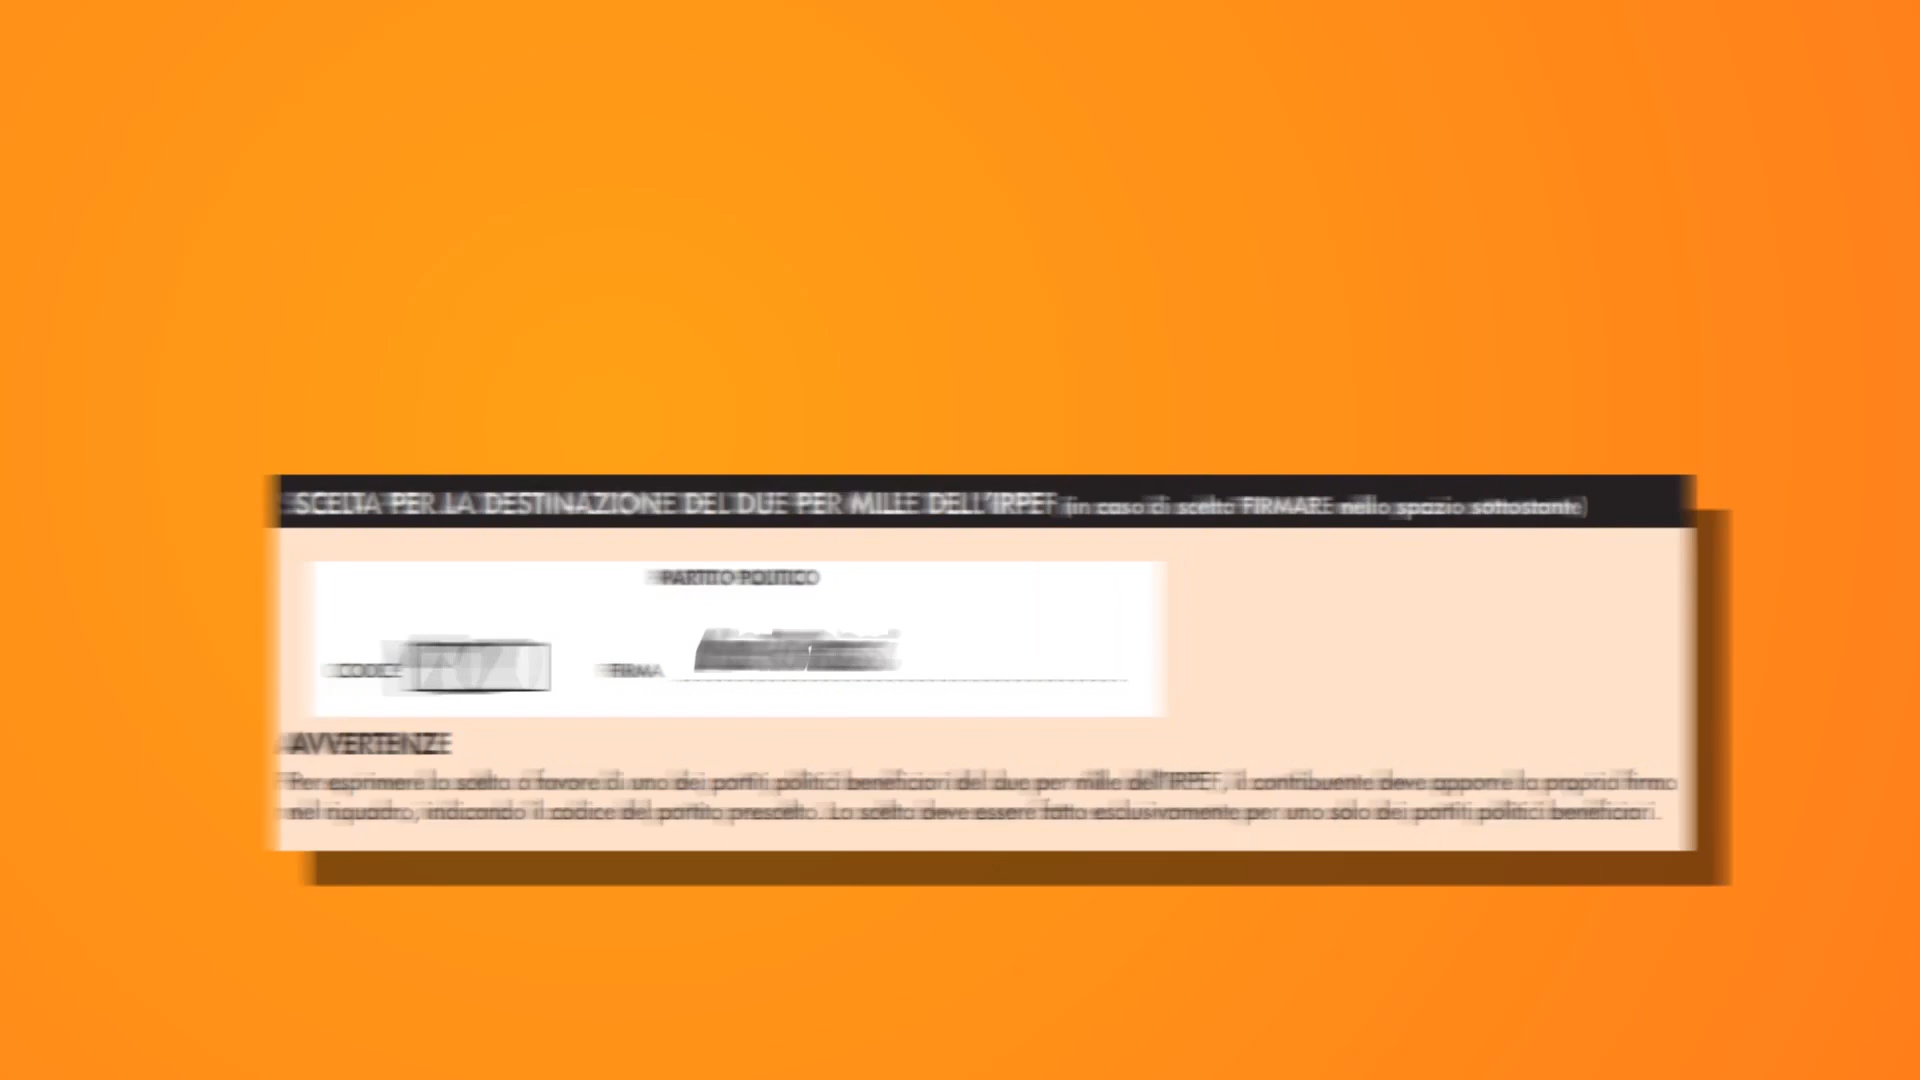 SCELTA PER LA DESTINAZIONE DEL DUE PER MILLE DELL'IRPEF (in caso di scelta FIRMARE nello spazio sottostante)
PARTITO POLITICO
CODICE FIRMA
AVVERTENZE
Per esprimere la scelta a favore di uno dei partiti politici beneficiari del due per mille dell'IRPEF, il contribuente deve apporre la propria firma
nel riquadro, indicando il codice del partito prescelto. La scelta deve essere fatta esclusivamente per uno solo dei partiti politici beneficiari.